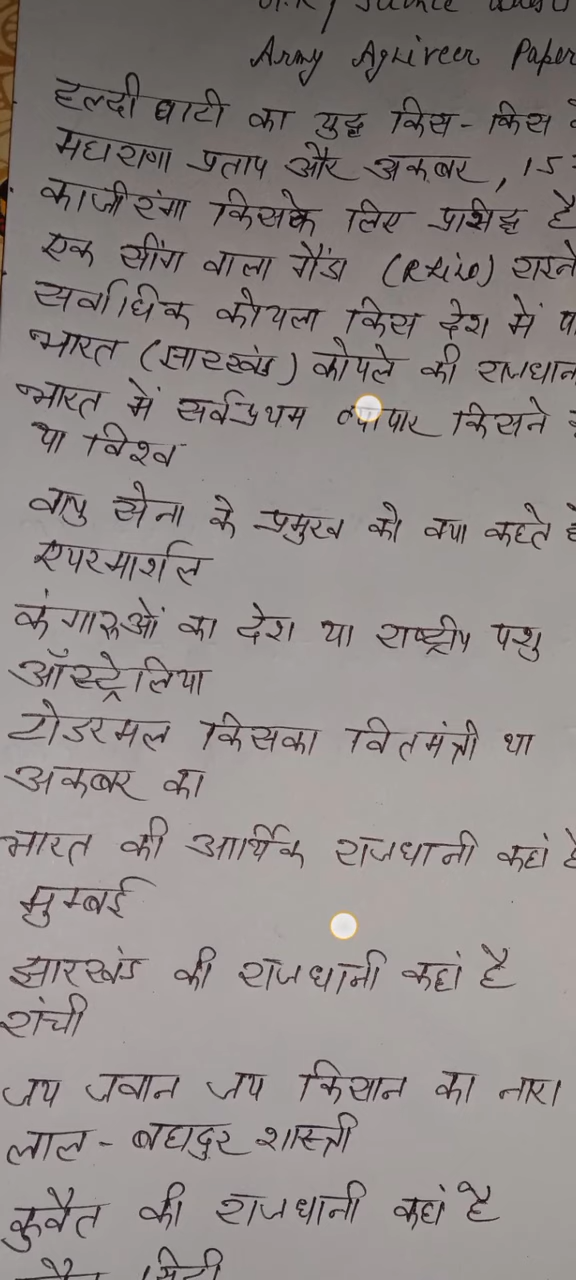 G.K / Science Ques
Army Agniveer Paper
हल्दी घाटी का युद्ध किस - किस
महाराणा प्रताप और अकबर, 15
काजीरंगा किसके लिए प्रसिद्ध है
एक सींग वाला गैंडा
सर्वाधिक कोयला किस देश में
भारत (झारखंड) कोयले की राजधान
भारत में सर्वप्रथम व्यापार किसने
था विश्व
वायु सेना के प्रमुख को क्या कहते है
एयरमार्शल
कंगारूओं का देश या राष्ट्रीय पशु
ऑस्ट्रेलिया
टोडरमल किसका वितमंत्री था
अकबर का
भारत की आर्थिक राजधानी कहां है
मुम्बई
झारखंड की राजधानी कहां है
रांची
जय जवान जय किसान का नारा
लाल - बहादुर शास्त्री
कुवैत की राजधानी कहां है